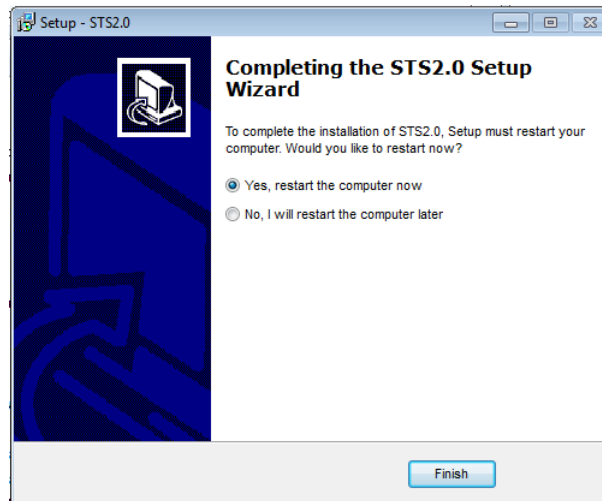 Setup - STS2.0
Completing the STS2.0 Setup
Wizard
To complete the installation of STS2.0, Setup must restart your
computer. Would you like to restart now?
Yes, restart the computer now
No, I will restart the computer later
Finish